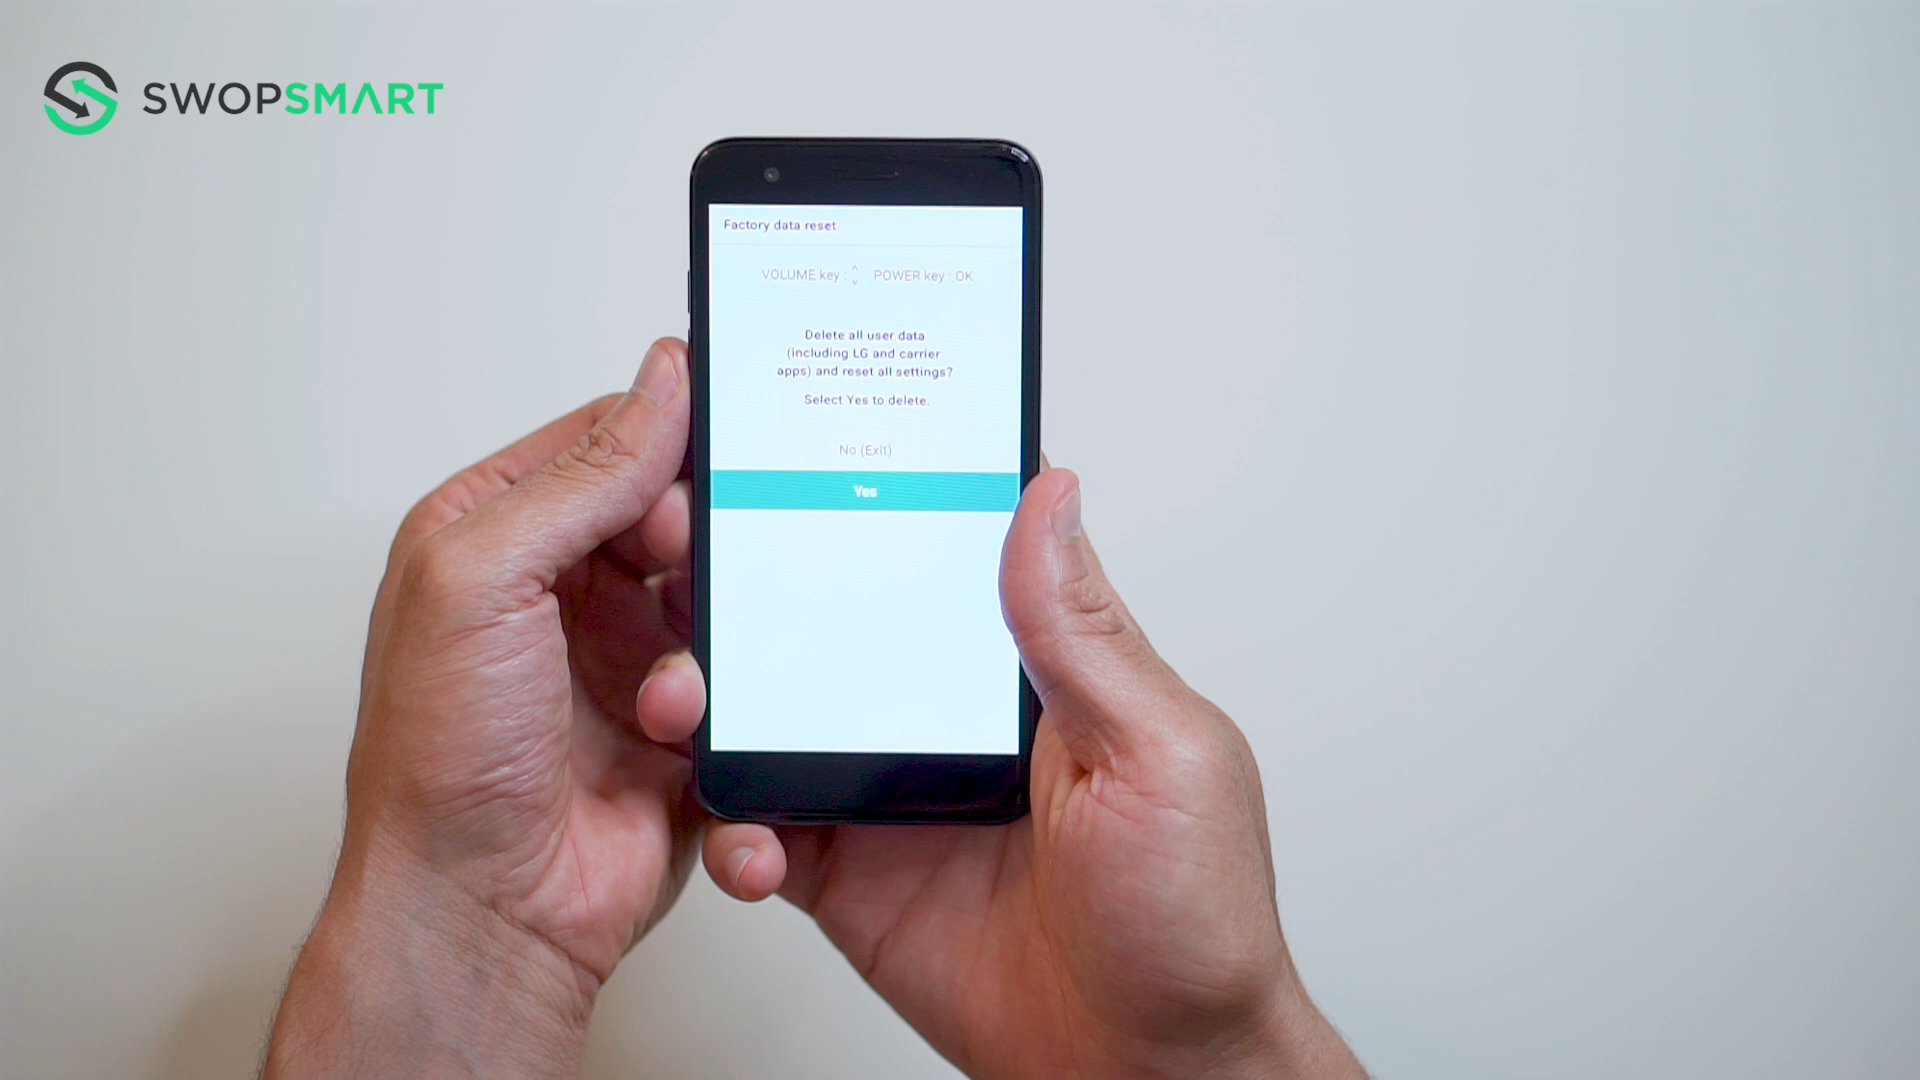 SWOPSMART
Factory data reset
VOLUME key : POWER key : OK
Delete all user data
(including LG and carrier
apps) and reset all settings?
Select Yes to delete.
No (Exit)
Yes